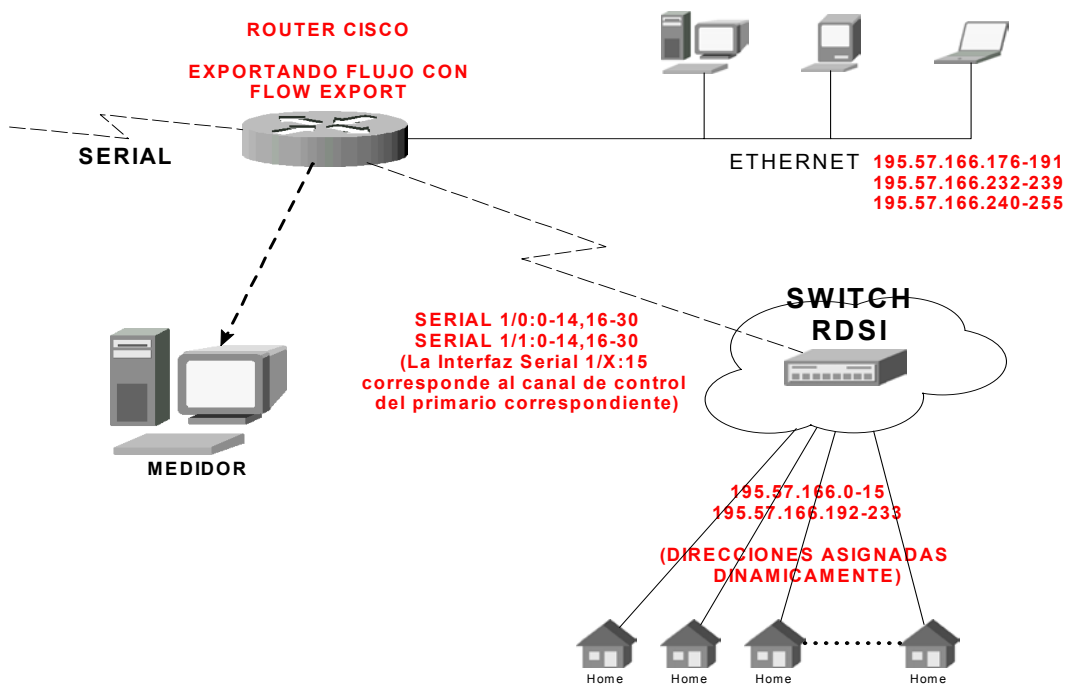 ROUTER CISCO
EXPORTANDO FLUJO CON
FLOW EXPORT
SERIAL
ETHERNET
195.57.166.176-191
195.57.166.232-239
195.57.166.240-255
SWITCH
RDSI
SERIAL 1/0:0-14,16-30
SERIAL 1/1:0-14,16-30
(La Interfaz Serial 1/X:15
corresponde al canal de control
del primario correspondiente)
MEDIDOR
195.57.166.0-15
195.57.166.192-233
(DIRECCIONES ASIGNADAS
DINAMICAMENTE)
Home
Home
Home
Home